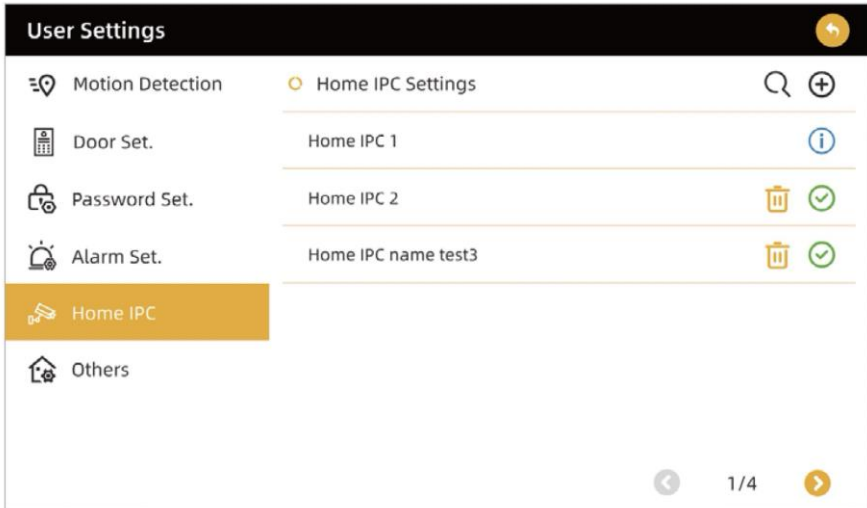 User Settings
Motion Detection
Door Set.
Password Set.
Alarm Set.
Home IPC
Others
Home IPC Settings
Home IPC 1
Home IPC 2
Home IPC name test3
1/4